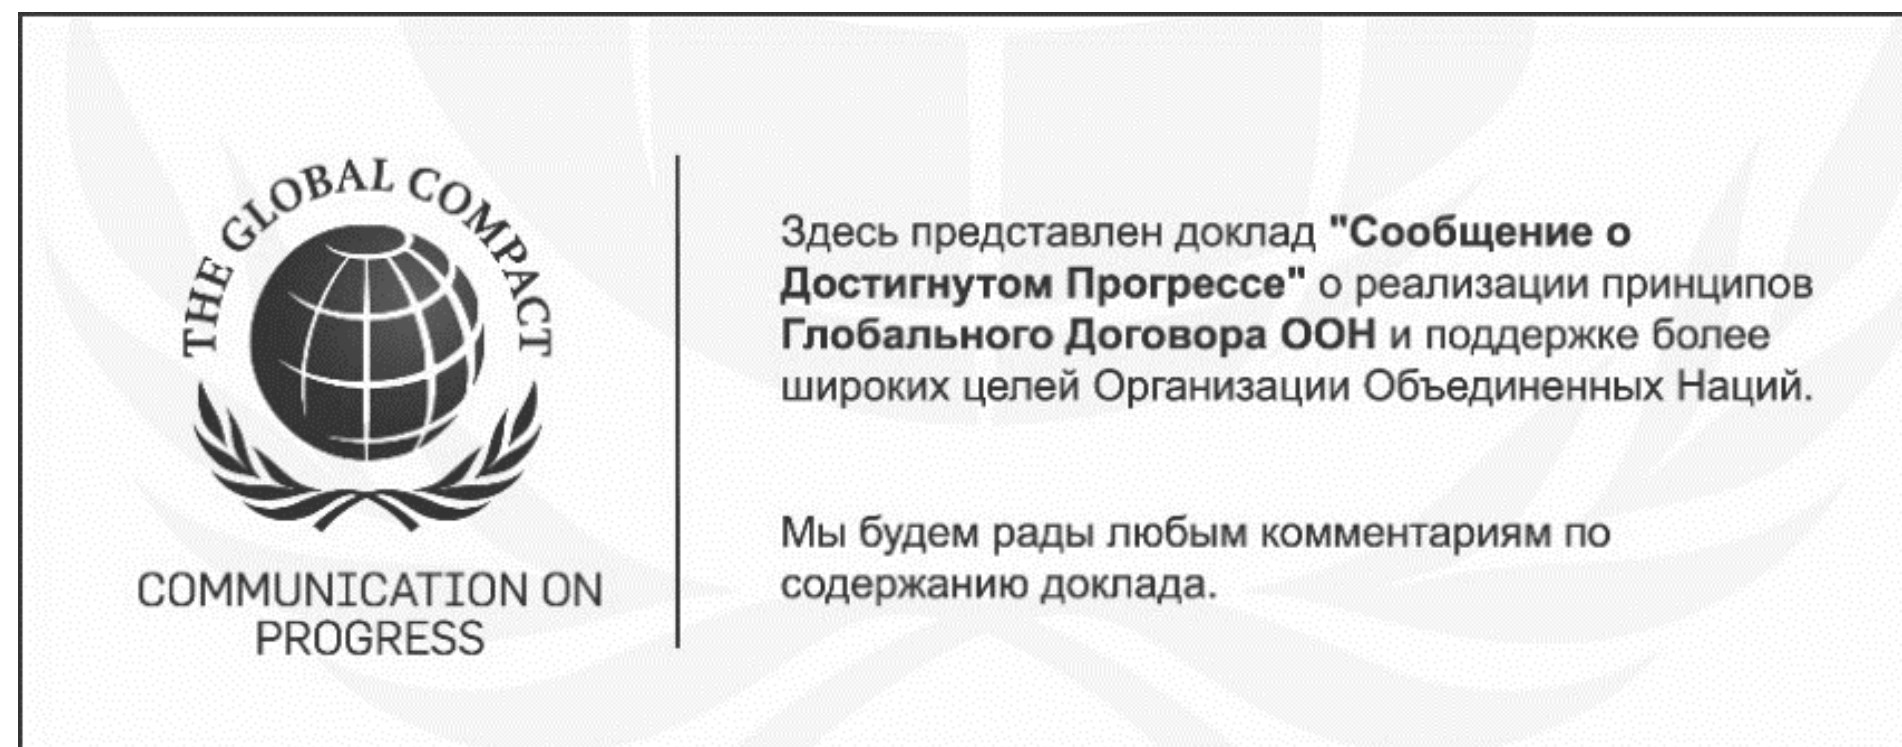 THE GLOBAL COMPACT
COMMUNICATION ON
PROGRESS
Здесь представлен доклад "Сообщение о
Достигнутом Прогрессе" о реализации принципов
Глобального Договора ООН и поддержке более
широких целей Организации Объединенных Наций.
Мы будем рады любым комментариям по
содержанию доклада.